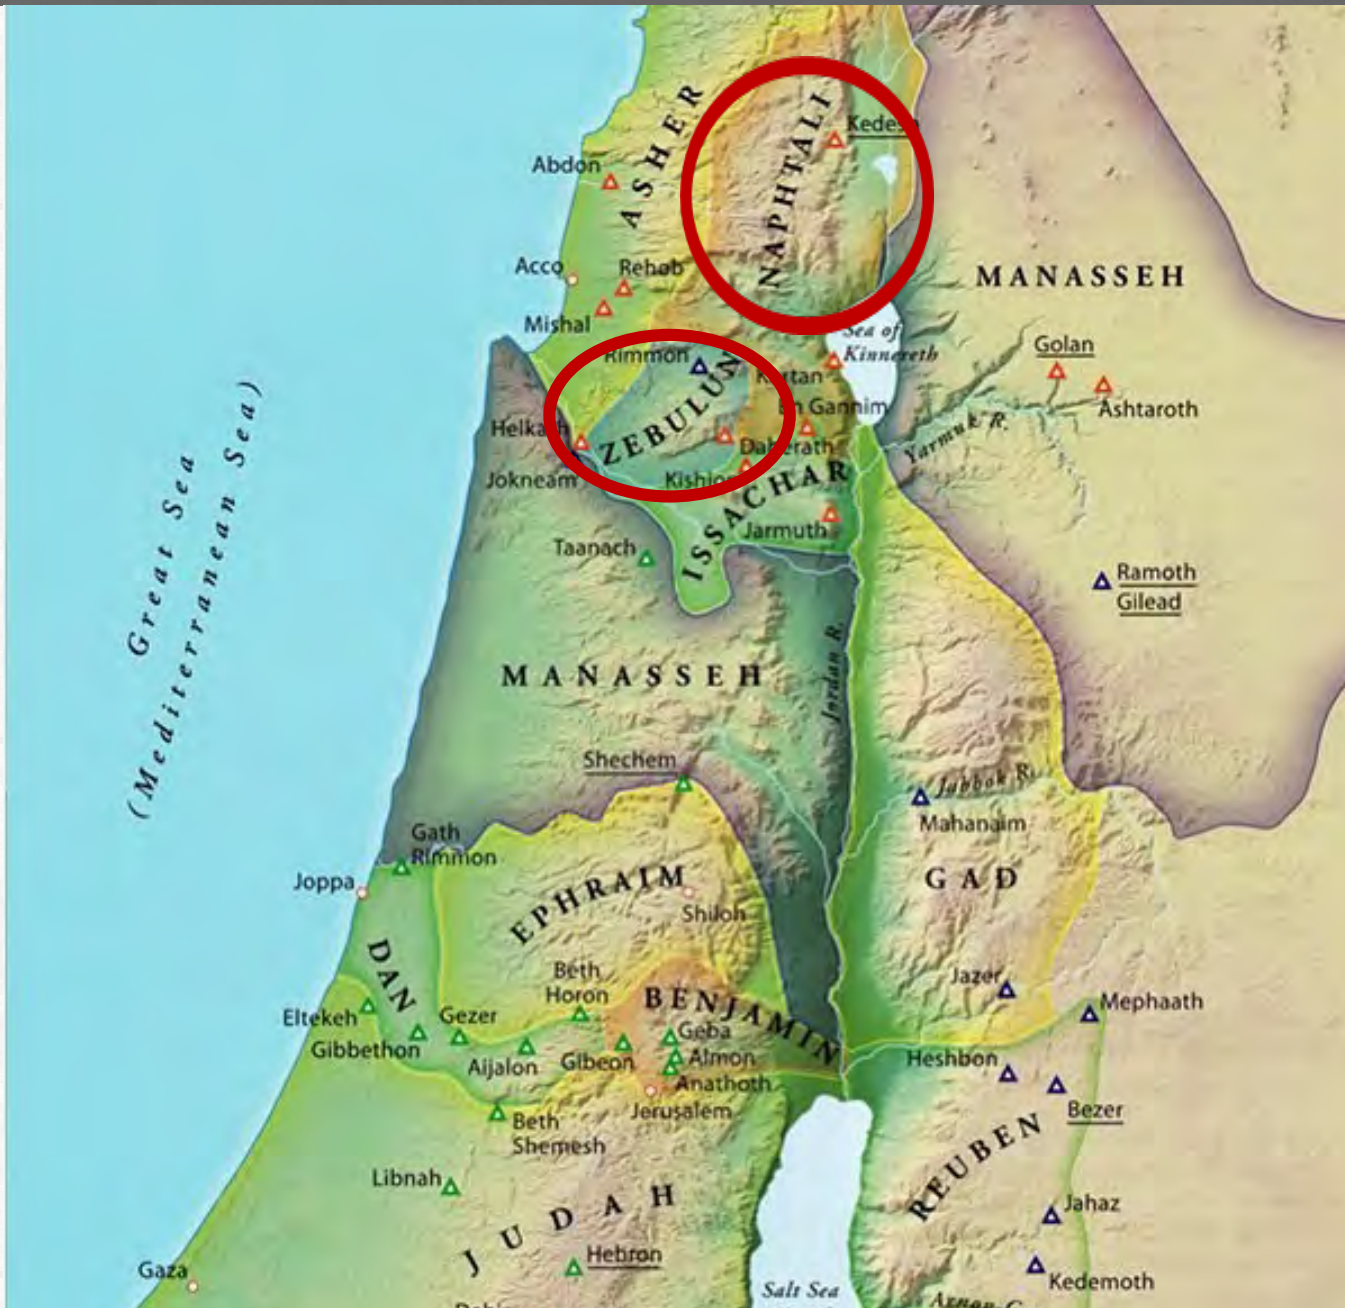 ASHER
NAPHTALI
Kedesh
Abdon
MANASSEH
Acco
Rehob
Mishal
Sea of
Kinnereth
Golan
Rimmon
Kartan
Ashtaroth
En Gannim
Yarmuk R.
Helkath
ZEBULUN
Daberath
Jokneam
Kishion
ISSACHAR
Jarmuth
Great Sea
(Mediterranean Sea)
Taanach
Ramoth
Gilead
MANASSEH
Jordan R.
Shechem
Jabbok R.
Mahanaim
Gath
Rimmon
Joppa
EPHRAIM
GAD
Shiloh
DAN
Beth
Horon
BENJAMIN
Jazer
Mephaath
Eltekeh
Gezer
Geba
Gibbethon
Aijalon
Gibeon
Almon
Heshbon
Anathoth
Jerusalem
Bezer
Beth
Shemesh
REUBEN
Libnah
JUDAH
Jahaz
Hebron
Gaza
Kedemoth
Salt Sea